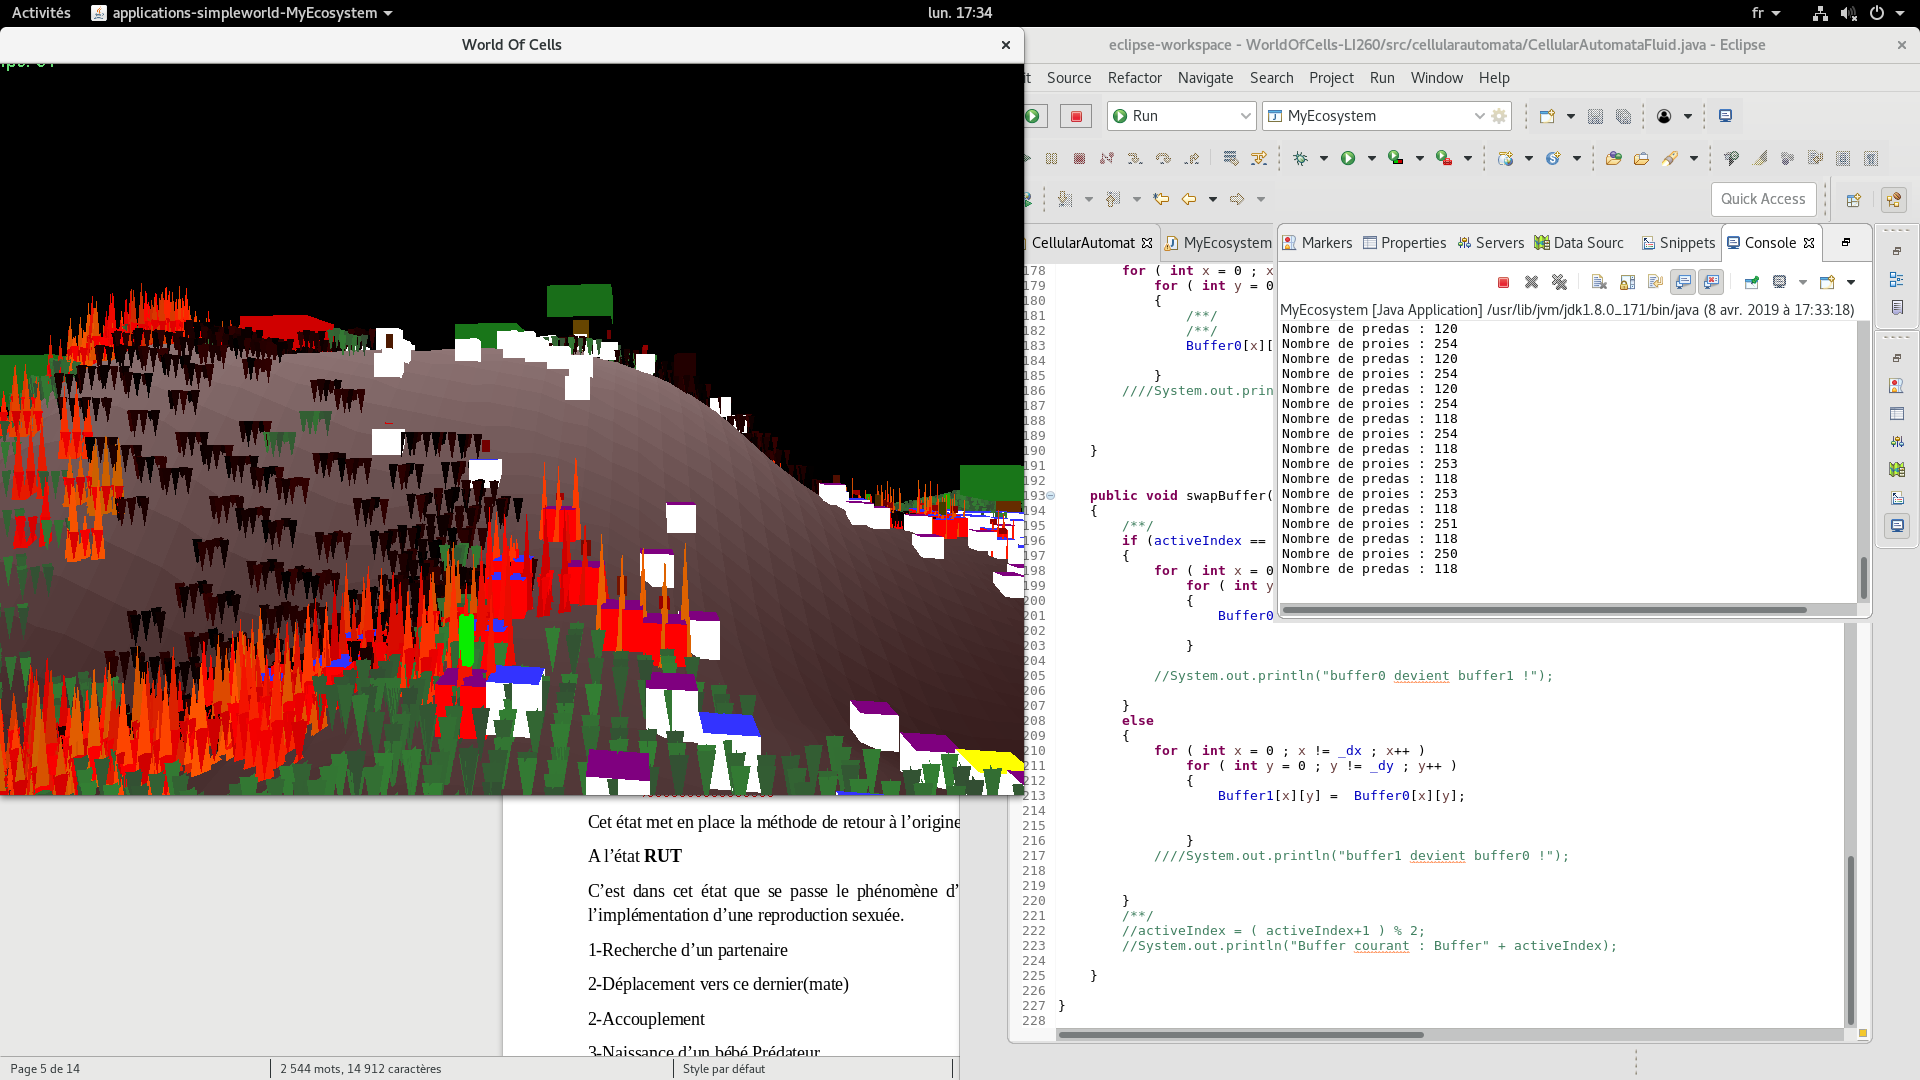 Activités
applications-simpleworld-MyEcosystem
lun. 17:34
fr
World Of Cells
eclipse-workspace - WorldOfCells-LI260/src/cellularautomata/CellularAutomataFluid.java - Eclipse
Source Refactor Navigate Search Project Run Window Help
Run
MyEcosystem
Quick Access
CellularAutomat
MyEcosystem
Markers Properties Servers Data Sourc Snippets Console
MyEcosystem [Java Application] /usr/lib/jvm/jdk1.8.0_171/bin/java (8 avr. 2019 à 17:33:18)
Nombre de predas : 120
Nombre de proies : 254
Nombre de predas : 120
Nombre de proies : 254
Nombre de predas : 120
Nombre de proies : 254
Nombre de predas : 118
Nombre de proies : 254
Nombre de predas : 118
Nombre de proies : 253
Nombre de predas : 118
Nombre de proies : 253
Nombre de predas : 118
Nombre de proies : 251
Nombre de predas : 118
Nombre de proies : 250
Nombre de predas : 118
178 for ( int x = 0 ; x
179 for ( int y = 0
180 {
181 /**/
182 /**/
183 Buffer0[x][
184
185 }
186 ////System.out.prin
187
188
189
190 }
191
192
193 public void swapBuffer(
194 {
195 /**/
196 if (activeIndex ==
197 {
198 for ( int x = 0
199 for ( int y
200 {
201 Buffer0
202
203 }
204
205 //System.out.println("buffer0 devient buffer1 !");
206
207 }
208 else
209 {
210 for ( int x = 0 ; x != _dx ; x++ )
211 for ( int y = 0 ; y != _dy ; y++ )
212 {
213 Buffer1[x][y] = Buffer0[x][y];
214
215
216 }
217 ////System.out.println("buffer1 devient buffer0 !");
218
219
220 }
221 /**/
222 //activeIndex = ( activeIndex+1 ) % 2;
223 //System.out.println("Buffer courant : Buffer" + activeIndex);
224
225 }
226
227 }
228
Cet état met en place la méthode de retour à l’origine
A l’état RUT
C’est dans cet état que se passe le phénomène d’
l’implémentation d’une reproduction sexuée.
1-Recherche d’un partenaire
2-Déplacement vers ce dernier(mate)
2-Accouplement
3-Naissance d’un bébé Prédateur
Page 5 de 14
2 544 mots, 14 912 caractères
Style par défaut